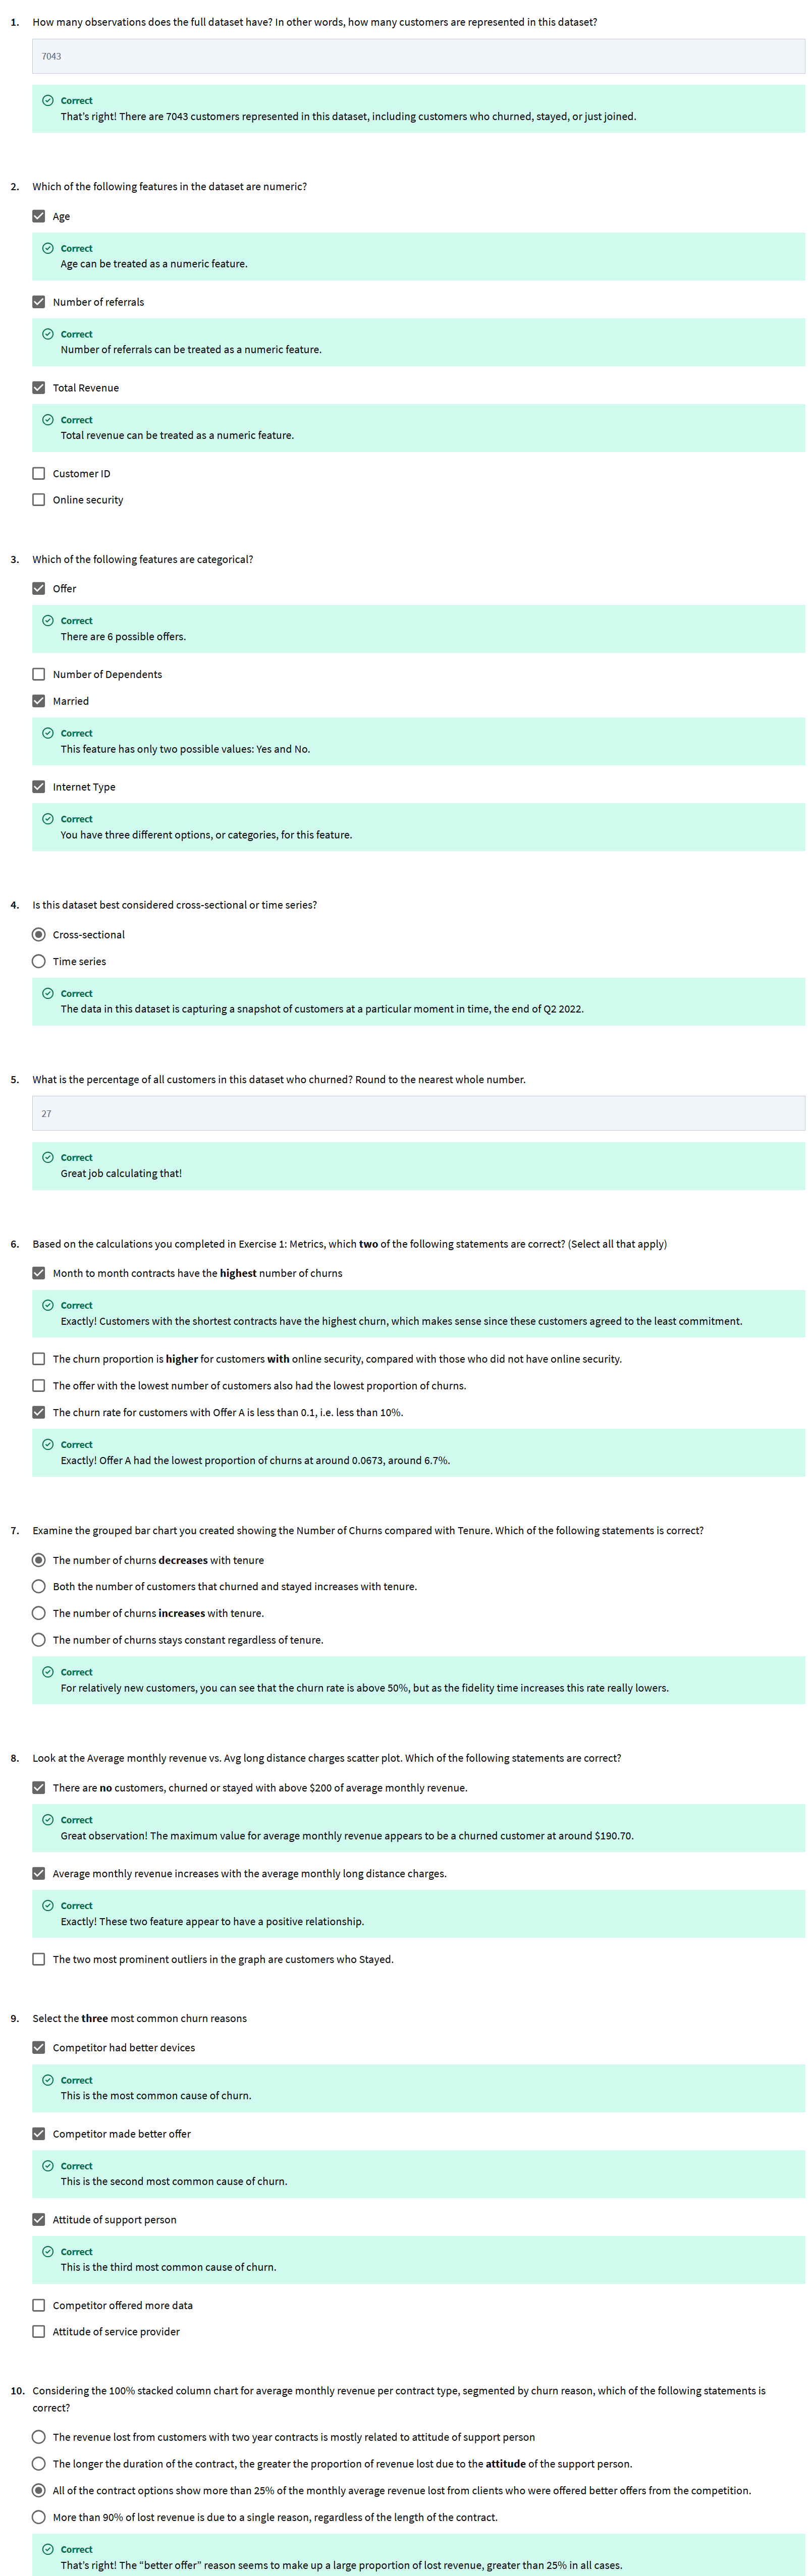 1. How many observations does the full dataset have? In other words, how many customers are represented in this dataset?
7043
Correct
That's right! There are 7043 customers represented in this dataset, including customers who churned, stayed, or just joined.
2. Which of the following features in the dataset are numeric?
Age
Correct
Age can be treated as a numeric feature.
Number of referrals
Correct
Number of referrals can be treated as a numeric feature.
Total Revenue
Correct
Total revenue can be treated as a numeric feature.
Customer ID
Online security
3. Which of the following features are categorical?
Offer
Correct
There are 6 possible offers.
Number of Dependents
Married
Correct
This feature has only two possible values: Yes and No.
Internet Type
Correct
You have three different options, or categories, for this feature.
4. Is this dataset best considered cross-sectional or time series?
Cross-sectional
Time series
Correct
The data in this dataset is capturing a snapshot of customers at a particular moment in time, the end of Q2 2022.
5. What is the percentage of all customers in this dataset who churned? Round to the nearest whole number.
27
Correct
Great job calculating that!
6. Based on the calculations you completed in Exercise 1: Metrics, which two of the following statements are correct? (Select all that apply)
Month to month contracts have the highest number of churns
Correct
Exactly! Customers with the shortest contracts have the highest churn, which makes sense since these customers agreed to the least commitment.
The churn proportion is higher for customers with online security, compared with those who did not have online security.
The offer with the lowest number of customers also had the lowest proportion of churns.
The churn rate for customers with Offer A is less than 0.1, i.e. less than 10%.
Correct
Exactly! Offer A had the lowest proportion of churns at around 0.0673, around 6.7%.
7. Examine the grouped bar chart you created showing the Number of Churns compared with Tenure. Which of the following statements is correct?
The number of churns decreases with tenure
Both the number of customers that churned and stayed increases with tenure.
The number of churns increases with tenure.
The number of churns stays constant regardless of tenure.
Correct
For relatively new customers, you can see that the churn rate is above 50%, but as the fidelity time increases this rate really lowers.
8. Look at the Average monthly revenue vs. Avg long distance charges scatter plot. Which of the following statements are correct?
There are no customers, churned or stayed with above $200 of average monthly revenue.
Correct
Great observation! The maximum value for average monthly revenue appears to be a churned customer at around $190.70.
Average monthly revenue increases with the average monthly long distance charges.
Correct
Exactly! These two feature appear to have a positive relationship.
The two most prominent outliers in the graph are customers who Stayed.
9. Select the three most common churn reasons
Competitor had better devices
Correct
This is the most common cause of churn.
Competitor made better offer
Correct
This is the second most common cause of churn.
Attitude of support person
Correct
This is the third most common cause of churn.
Competitor offered more data
Attitude of service provider
10. Considering the 100% stacked column chart for average monthly revenue per contract type, segmented by churn reason, which of the following statements is
correct?
The revenue lost from customers with two year contracts is mostly related to attitude of support person
The longer the duration of the contract, the greater the proportion of revenue lost due to the attitude of the support person.
All of the contract options show more than 25% of the monthly average revenue lost from clients who were offered better offers from the competition.
More than 90% of lost revenue is due to a single reason, regardless of the length of the contract.
Correct
That's right! The “better offer” reason seems to make up a large proportion of lost revenue, greater than 25% in all cases.